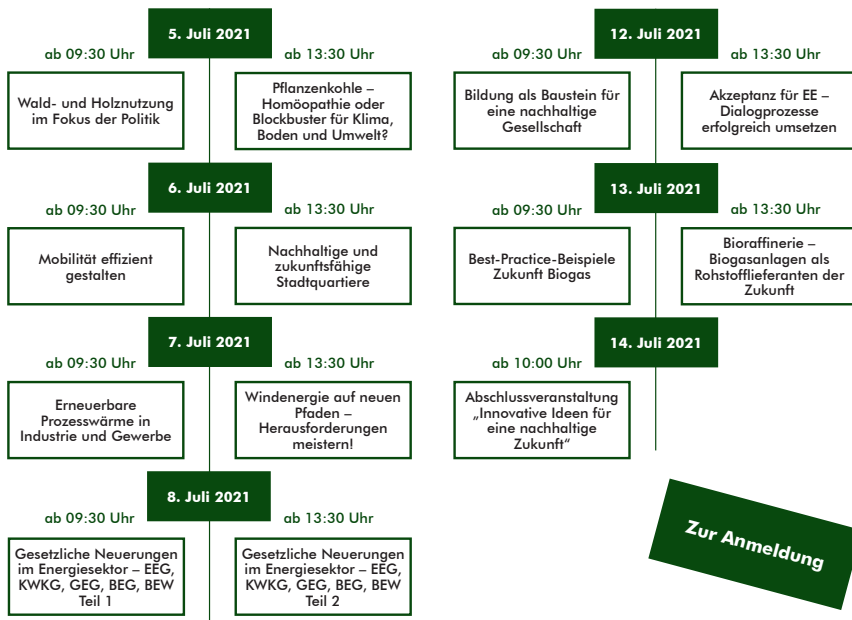 5. Juli 2021
ab 09:30 Uhr
Wald- und Holznutzung
im Fokus der Politik
ab 13:30 Uhr
Pflanzenkohle –
Homöopathie oder
Blockbuster für Klima,
Boden und Umwelt?
6. Juli 2021
ab 09:30 Uhr
Mobilität effizient
gestalten
ab 13:30 Uhr
Nachhaltige und
zukunftsfähige
Stadtquartiere
7. Juli 2021
ab 09:30 Uhr
Erneuerbare
Prozesswärme in
Industrie und Gewerbe
ab 13:30 Uhr
Windenergie auf neuen
Pfaden –
Herausforderungen
meistern!
8. Juli 2021
ab 09:30 Uhr
Gesetzliche Neuerungen
im Energiesektor – EEG,
KWKG, GEG, BEG, BEW
Teil 1
ab 13:30 Uhr
Gesetzliche Neuerungen
im Energiesektor – EEG,
KWKG, GEG, BEG, BEW
Teil 2
12. Juli 2021
ab 09:30 Uhr
Bildung als Baustein für
eine nachhaltige
Gesellschaft
ab 13:30 Uhr
Akzeptanz für EE –
Dialogprozesse
erfolgreich umsetzen
13. Juli 2021
ab 09:30 Uhr
Best-Practice-Beispiele
Zukunft Biogas
ab 13:30 Uhr
Bioraffinerie –
Biogasanlagen als
Rohstofflieferanten der
Zukunft
14. Juli 2021
ab 10:00 Uhr
Abschlussveranstaltung
„Innovative Ideen für
eine nachhaltige
Zukunft“
Zur Anmeldung